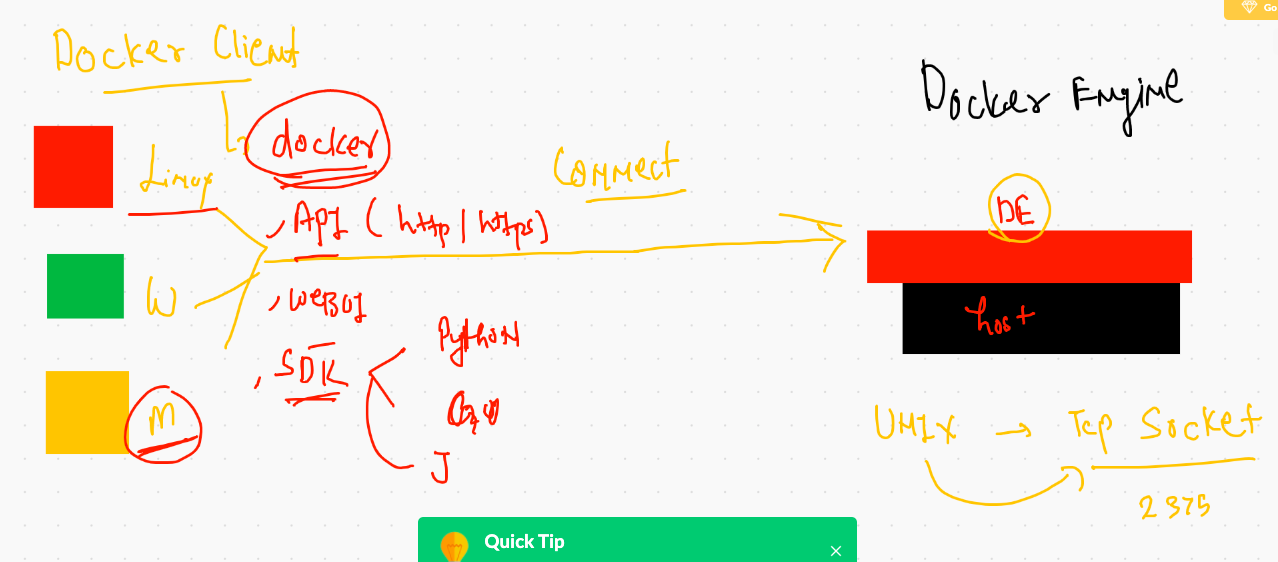 Go
Docker Client
Docker Engine
docker
Linux
Connect
DE
, API ( http | https )
W
, WEBUI
host
Python
, SDK
M
J
UNIX → Tcp Socket
2375
Quick Tip
×